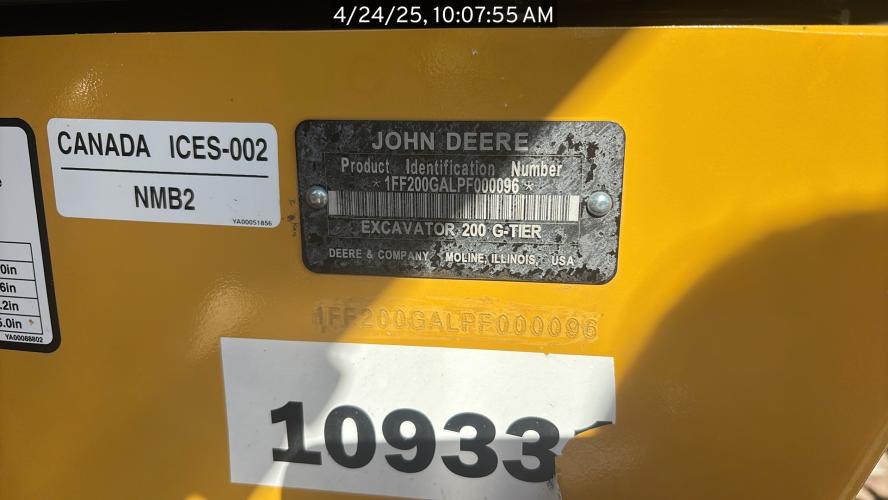 4/24/25, 10:07:55 AM
CANADA ICES-002
NMB2
YA00051856
JOHN DEERE
Product Identification Number
*1FF200GALPF000096*
EXCAVATOR 200 G-TIER
DEERE & COMPANY MOLINE, ILLINOIS, USA
1FF200GALPF000096
0in
6in
.2in
5.0in
YA00088802
10933